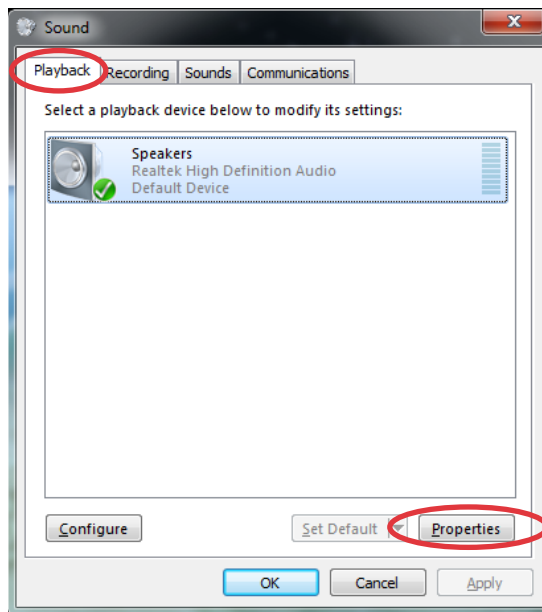 Sound
Playback Recording Sounds Communications
Select a playback device below to modify its settings:
Speakers
Realtek High Definition Audio
Default Device
Configure Set Default Properties
OK Cancel Apply